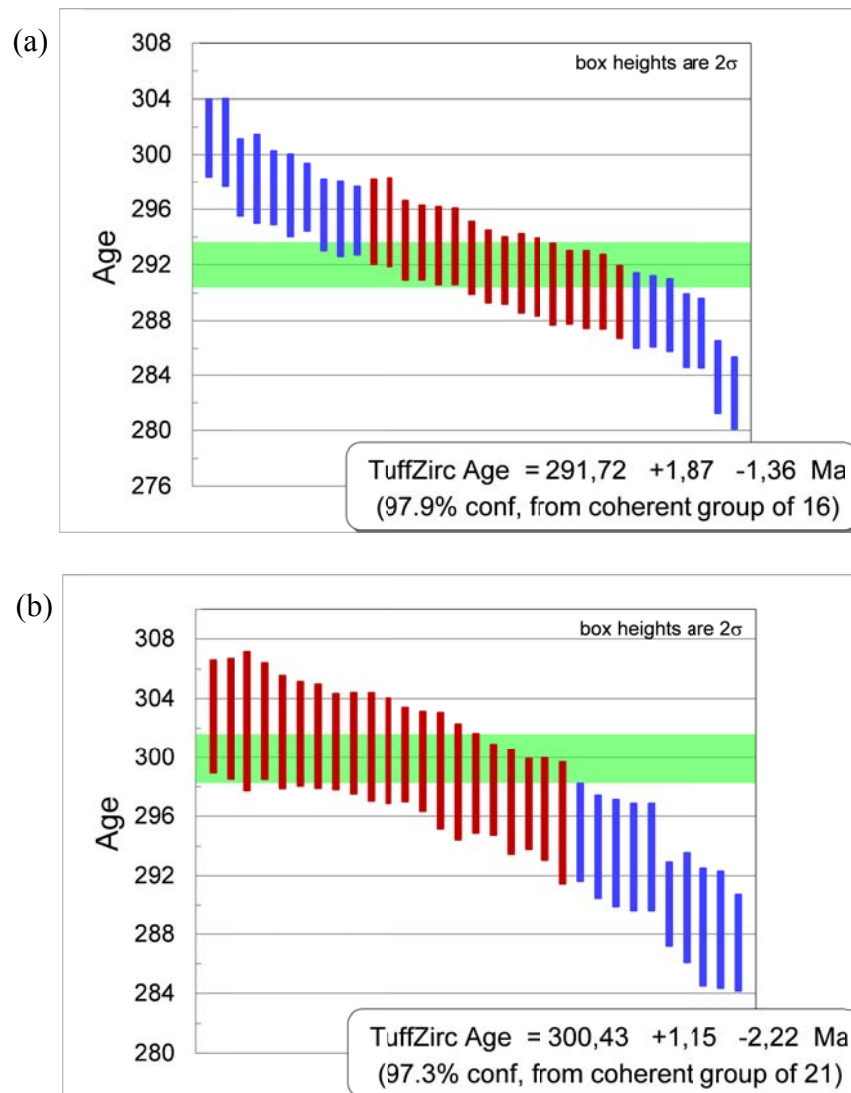 (a)
308
box heights are 2σ
304
300
296
292
288
284
280
276
Age
TuffZirc Age = 291,72 +1,87 -1,36 Ma
(97.9% conf, from coherent group of 16)
(b)
308
box heights are 2σ
304
300
296
292
288
284
280
Age
TuffZirc Age = 300,43 +1,15 -2,22 Ma
(97.3% conf, from coherent group of 21)